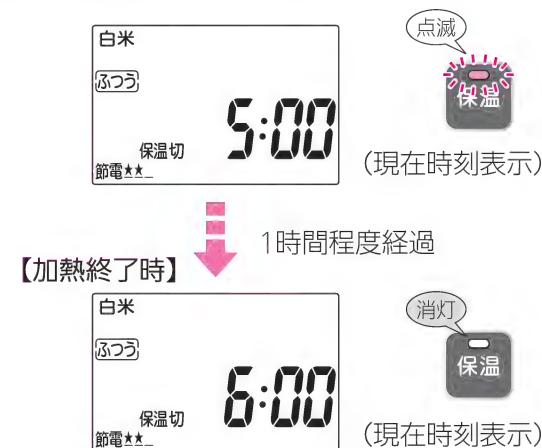 白米
点滅
ふつう
保温
5:00
保温切
節電★★_
(現在時刻表示)
1時間程度経過
【加熱終了時】
白米
消灯
ふつう
保温
6:00
保温切
節電★★_
(現在時刻表示)